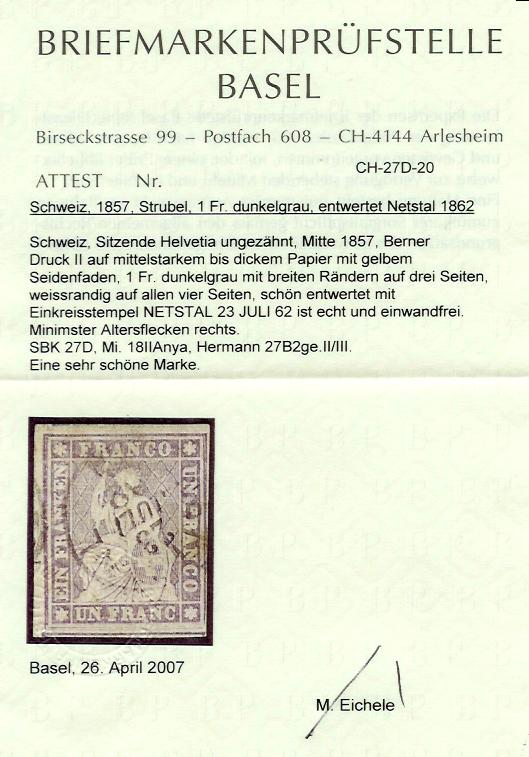 BRIEFMARKENPRÜFSTELLE
BASEL
Birseckstrasse 99 – Postfach 608 – CH-4144 Arlesheim
ATTEST Nr. CH-27D-20
Schweiz, 1857, Strubel, 1 Fr. dunkelgrau, entwertet Netstal 1862
Schweiz, Sitzende Helvetia ungezähnt, Mitte 1857, Berner
Druck II auf mittelstarkem bis dickem Papier mit gelbem
Seidenfaden, 1 Fr. dunkelgrau mit breiten Rändern auf drei Seiten,
weissrandig auf allen vier Seiten, schön entwertet mit
Einkreisstempel NETSTAL 23 JULI 62 ist echt und einwandfrei.
Minimster Altersflecken rechts.
SBK 27D, Mi. 18IIAnya, Hermann 27B2ge.II/III.
Eine sehr schöne Marke.
FRANCO
EIN FRANKEN
UN FRANCO
UN FRANC
Basel, 26. April 2007
M. Eichele